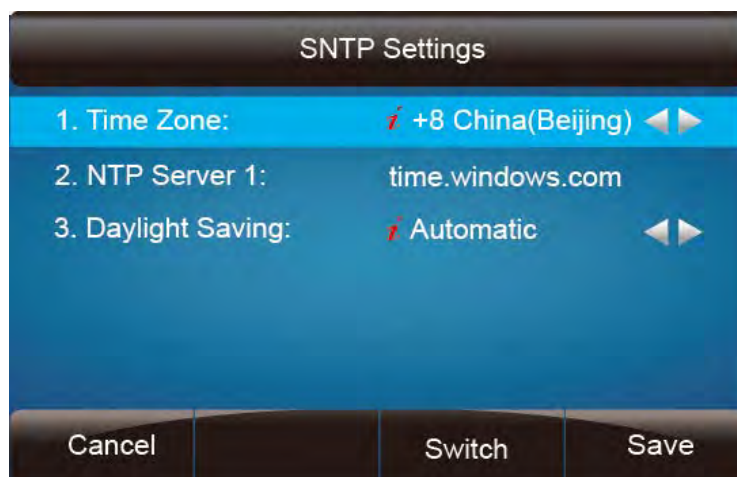 SNTP Settings
1. Time Zone: i +8 China(Beijing)
2. NTP Server 1: time.windows.com
3. Daylight Saving: i Automatic
Cancel Switch Save